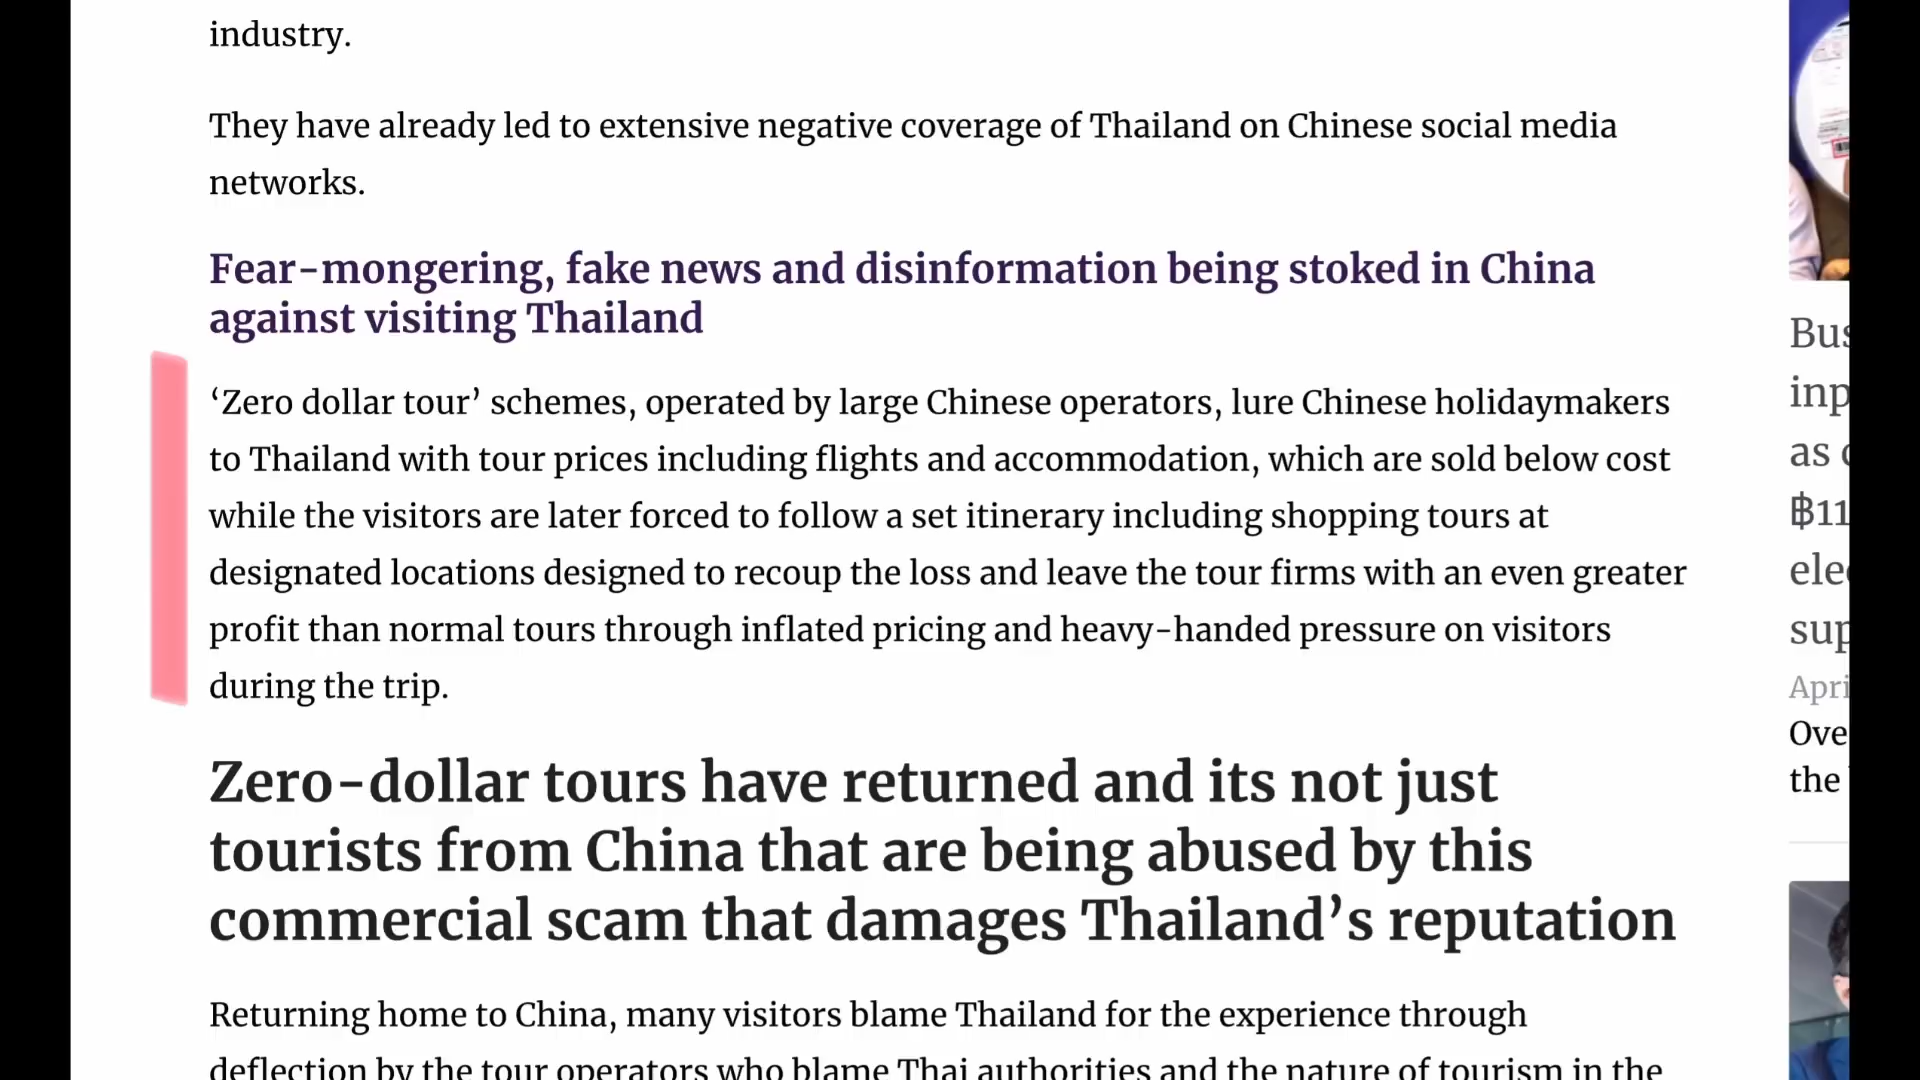 industry.
They have already led to extensive negative coverage of Thailand on Chinese social media
networks.
Fear-mongering, fake news and disinformation being stoked in China
against visiting Thailand
‘Zero dollar tour’ schemes, operated by large Chinese operators, lure Chinese holidaymakers
to Thailand with tour prices including flights and accommodation, which are sold below cost
while the visitors are later forced to follow a set itinerary including shopping tours at
designated locations designed to recoup the loss and leave the tour firms with an even greater
profit than normal tours through inflated pricing and heavy-handed pressure on visitors
during the trip.
Zero-dollar tours have returned and its not just
tourists from China that are being abused by this
commercial scam that damages Thailand’s reputation
Returning home to China, many visitors blame Thailand for the experience through
deflection by the tour operators who blame Thai authorities and the nature of tourism in the
Bus
inp
as
฿11
ele
sup
Apri
Ove
the